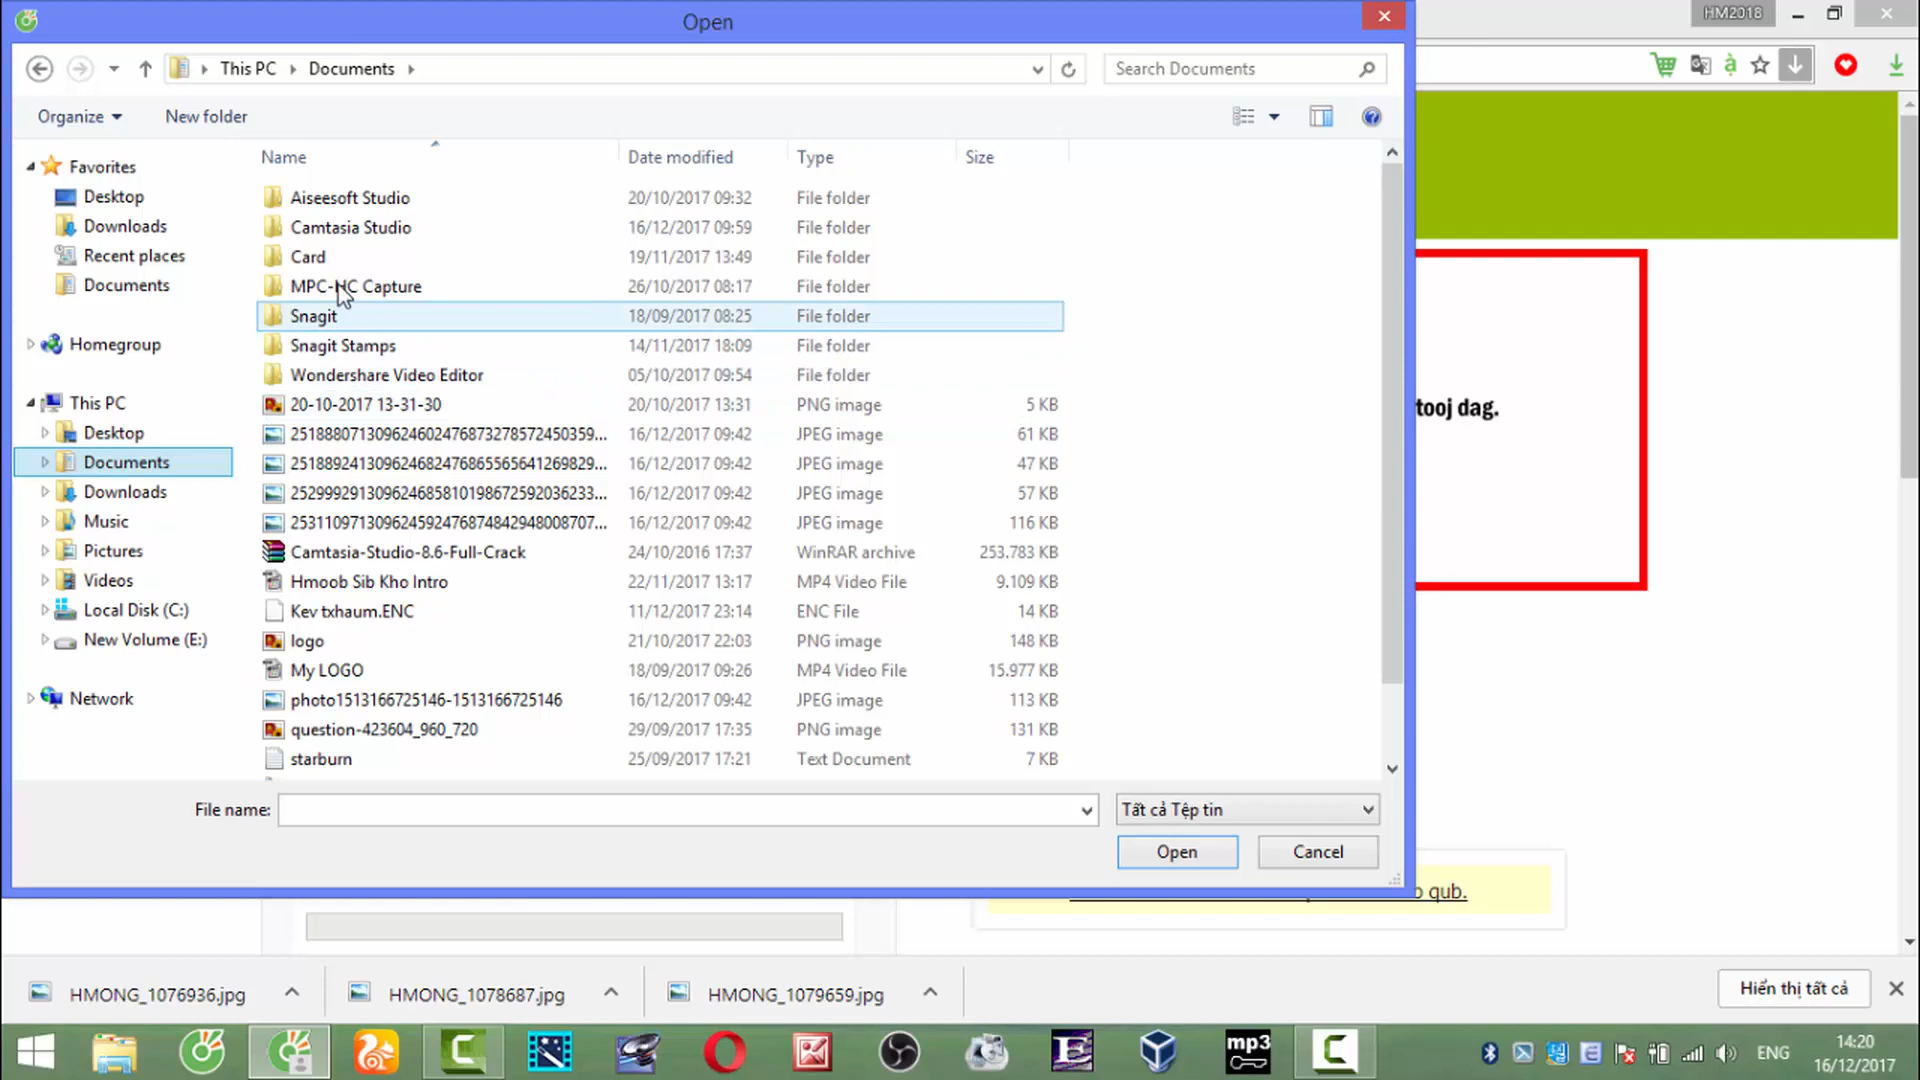 Open
HM2018
This PC
Documents
Search Documents
Organize
New folder
Name
Date modified
Type
Size
Favorites
Desktop
Downloads
Recent places
Documents
Homegroup
This PC
Desktop
Documents
Downloads
Music
Pictures
Videos
Local Disk (C:)
New Volume (E:)
Network
Aiseesoft Studio 20/10/2017 09:32 File folder
Camtasia Studio 16/12/2017 09:59 File folder
Card 19/11/2017 13:49 File folder
MPC-HC Capture 26/10/2017 08:17 File folder
Snagit 18/09/2017 08:25 File folder
Snagit Stamps 14/11/2017 18:09 File folder
Wondershare Video Editor 05/10/2017 09:54 File folder
20-10-2017 13-31-30 20/10/2017 13:31 PNG image 5 KB
2518880713096246024768732785724503​59... 16/12/2017 09:42 JPEG image 61 KB
251889241309624682476865565641269829... 16/12/2017 09:42 JPEG image 47 KB
252999291309624685810198672592036233... 16/12/2017 09:42 JPEG image 57 KB
253110971309624592476874842948008707... 16/12/2017 09:42 JPEG image 116 KB
Camtasia-Studio-8.6-Full-Crack 24/10/2016 17:37 WinRAR archive 253.783 KB
Hmoob Sib Kho Intro 22/11/2017 13:17 MP4 Video File 9.109 KB
Kev txhaum.ENC 11/12/2017 23:14 ENC File 14 KB
logo 21/10/2017 22:03 PNG image 148 KB
My LOGO 18/09/2017 09:26 MP4 Video File 15.977 KB
photo1513166725146-1513166725146 16/12/2017 09:42 JPEG image 113 KB
question-423604_960_720 29/09/2017 17:35 PNG image 131 KB
starburn 25/09/2017 17:21 Text Document 7 KB
File name:
Tất cả Tệp tin
Open
Cancel
tooj dag.
qub.
HMONG_1076936.jpg
HMONG_1078687.jpg
HMONG_1079659.jpg
Hiển thị tất cả
mp3
ENG
14:20
16/12/2017